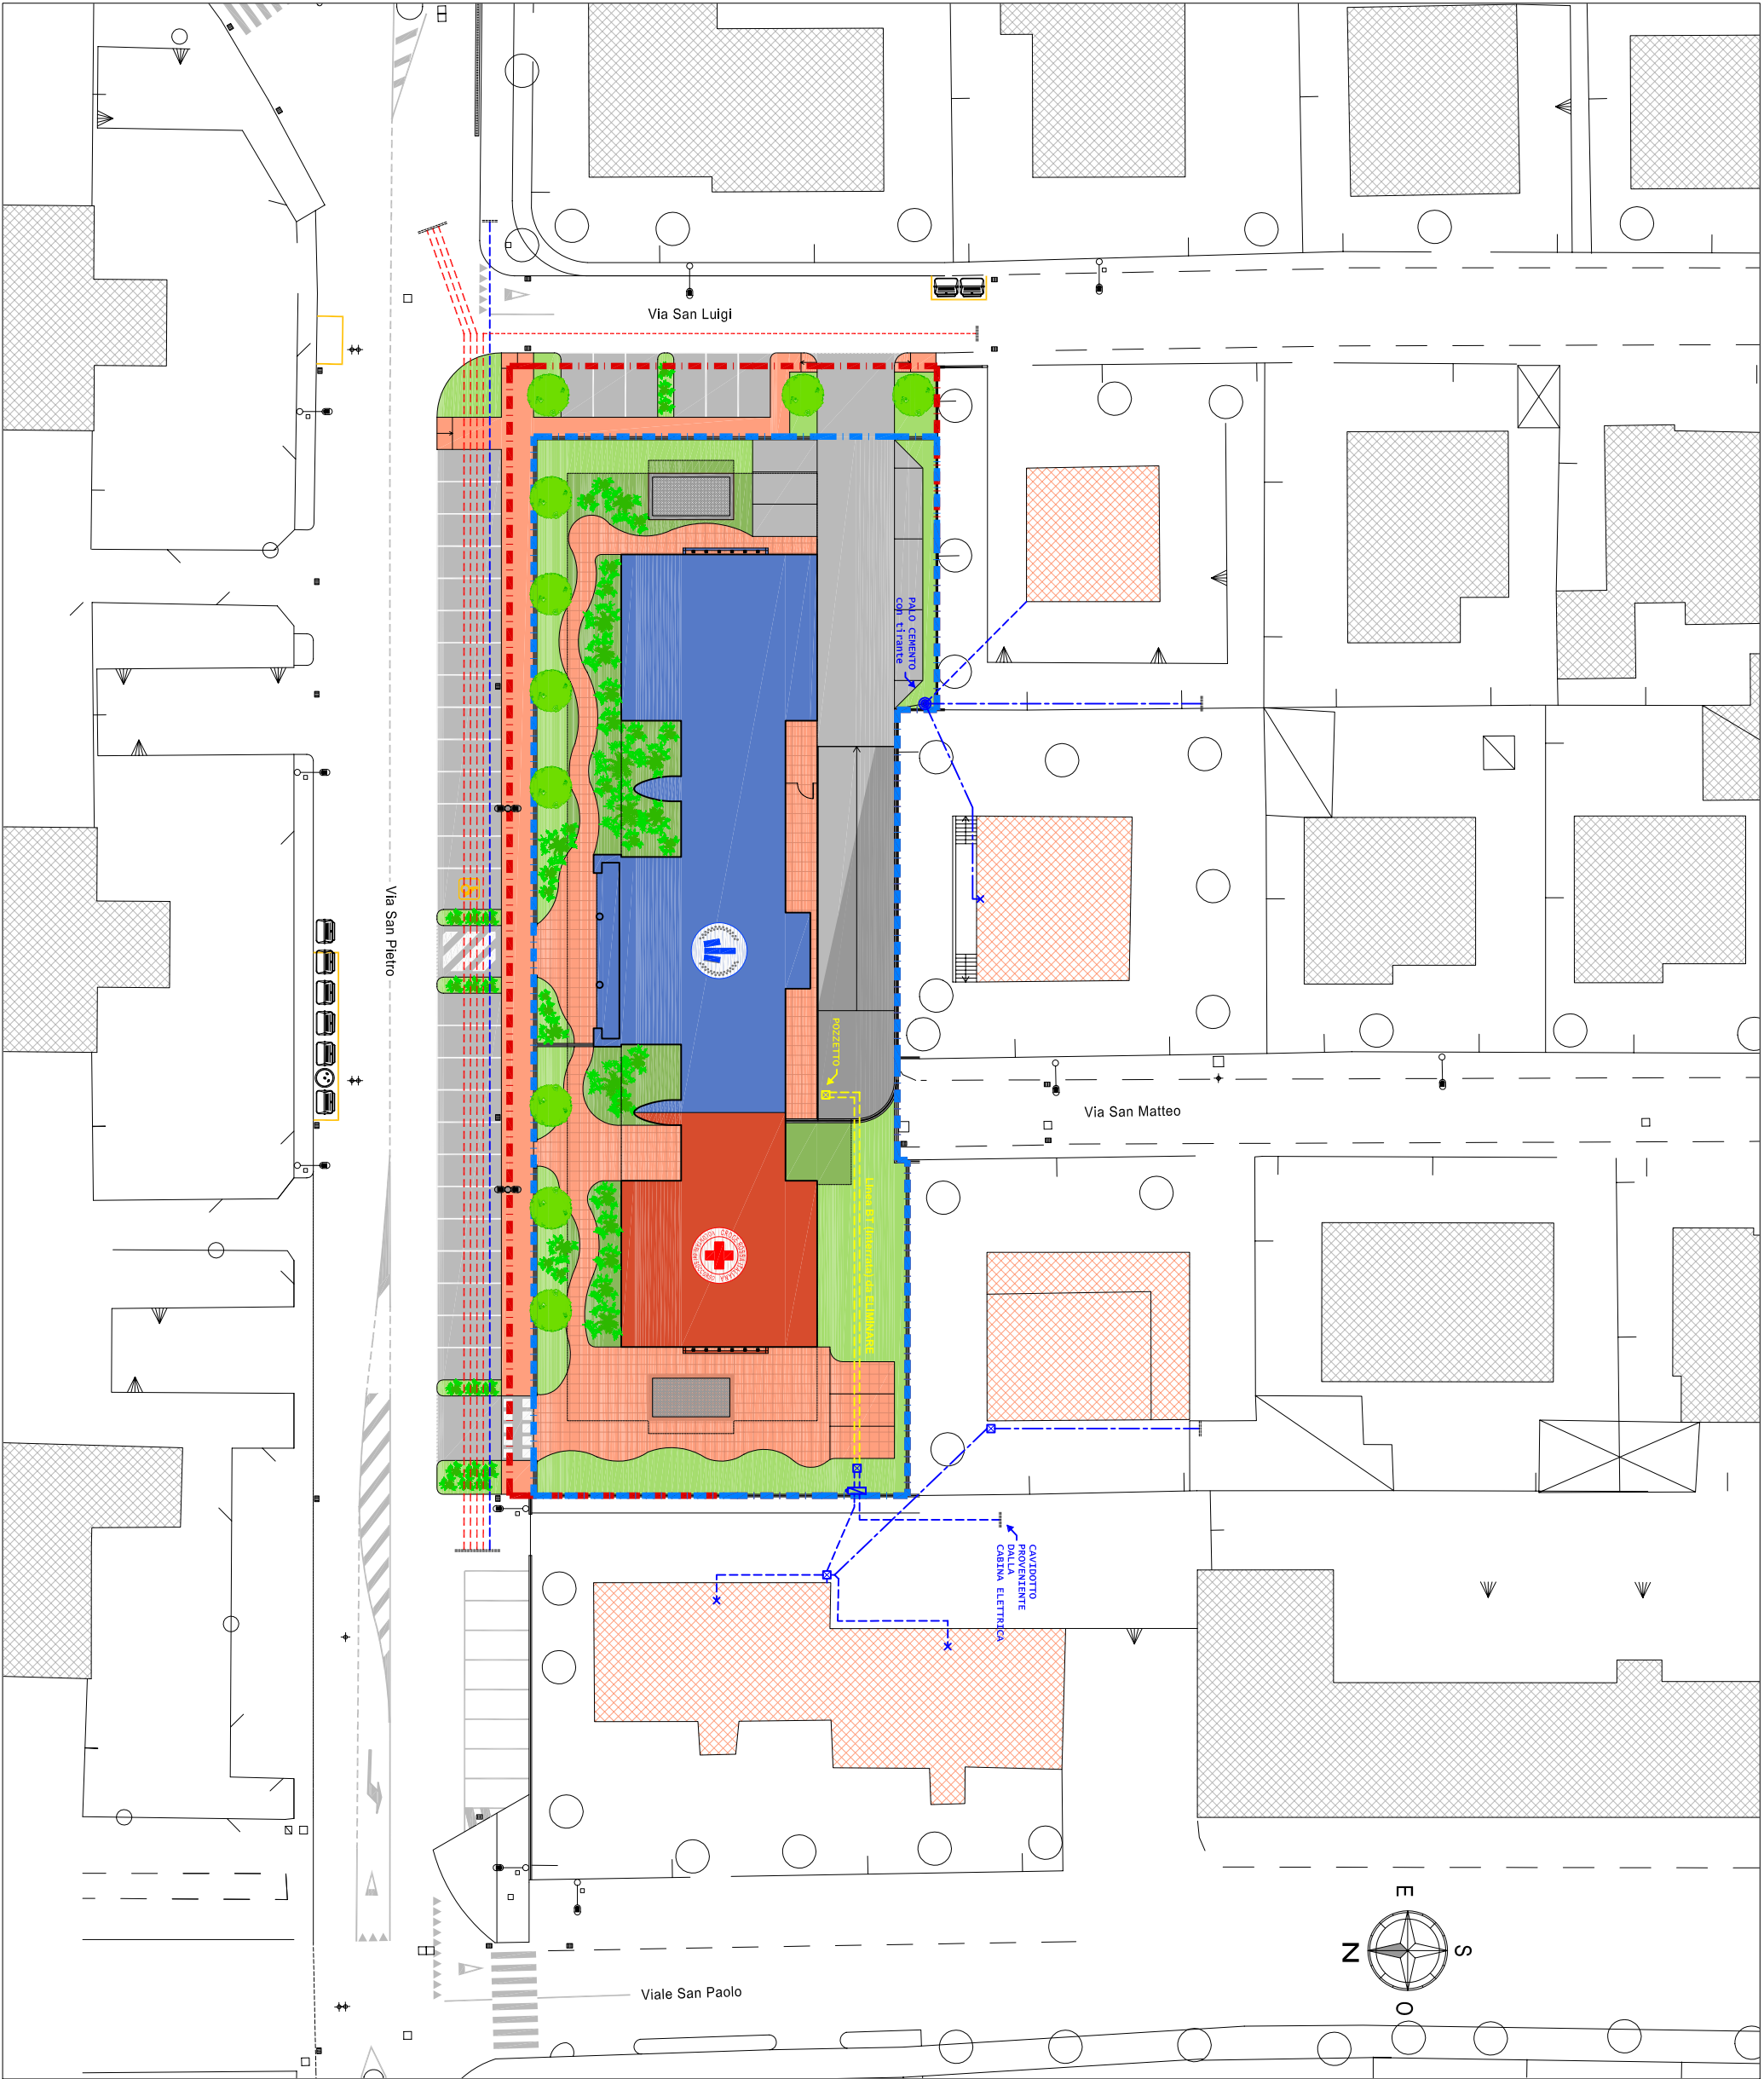 Via San Luigi
PALO CEMENTO
con tirante
Via San Pietro
POZZETTO
Via San Matteo
Linea BT (interrata) da ELIMINARE
CAVIDOTTO
PROVENIENTE
DALLA
CABINA ELETTRICA
Viale San Paolo
E
N
S
O